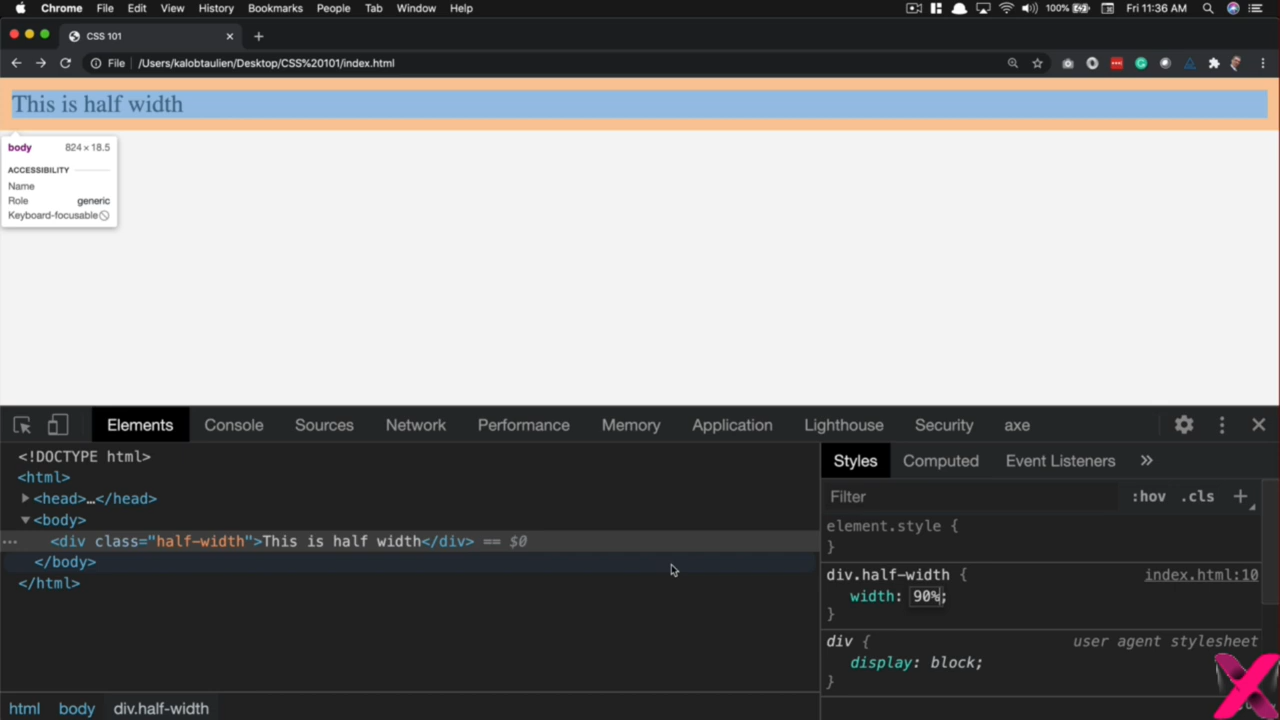 Chrome File Edit View History Bookmarks People Tab Window Help 100% Fri 11:36 AM
CSS 101
File /Users/kalobtaulien/Desktop/CSS%20101/index.html
This is half width
body 824 × 18.5
ACCESSIBILITY
Name
Role generic
Keyboard-focusable
Elements Console Sources Network Performance Memory Application Lighthouse Security axe
<!DOCTYPE html>
<html>
<head>…</head>
<body>
<div class="half-width">This is half width</div> == $0
</body>
</html>
html body div.half-width
Styles Computed Event Listeners »
Filter :hov .cls +
element.style {
}
div.half-width { index.html:10
width: 90%;
}
div { user agent stylesheet
display: block;
}